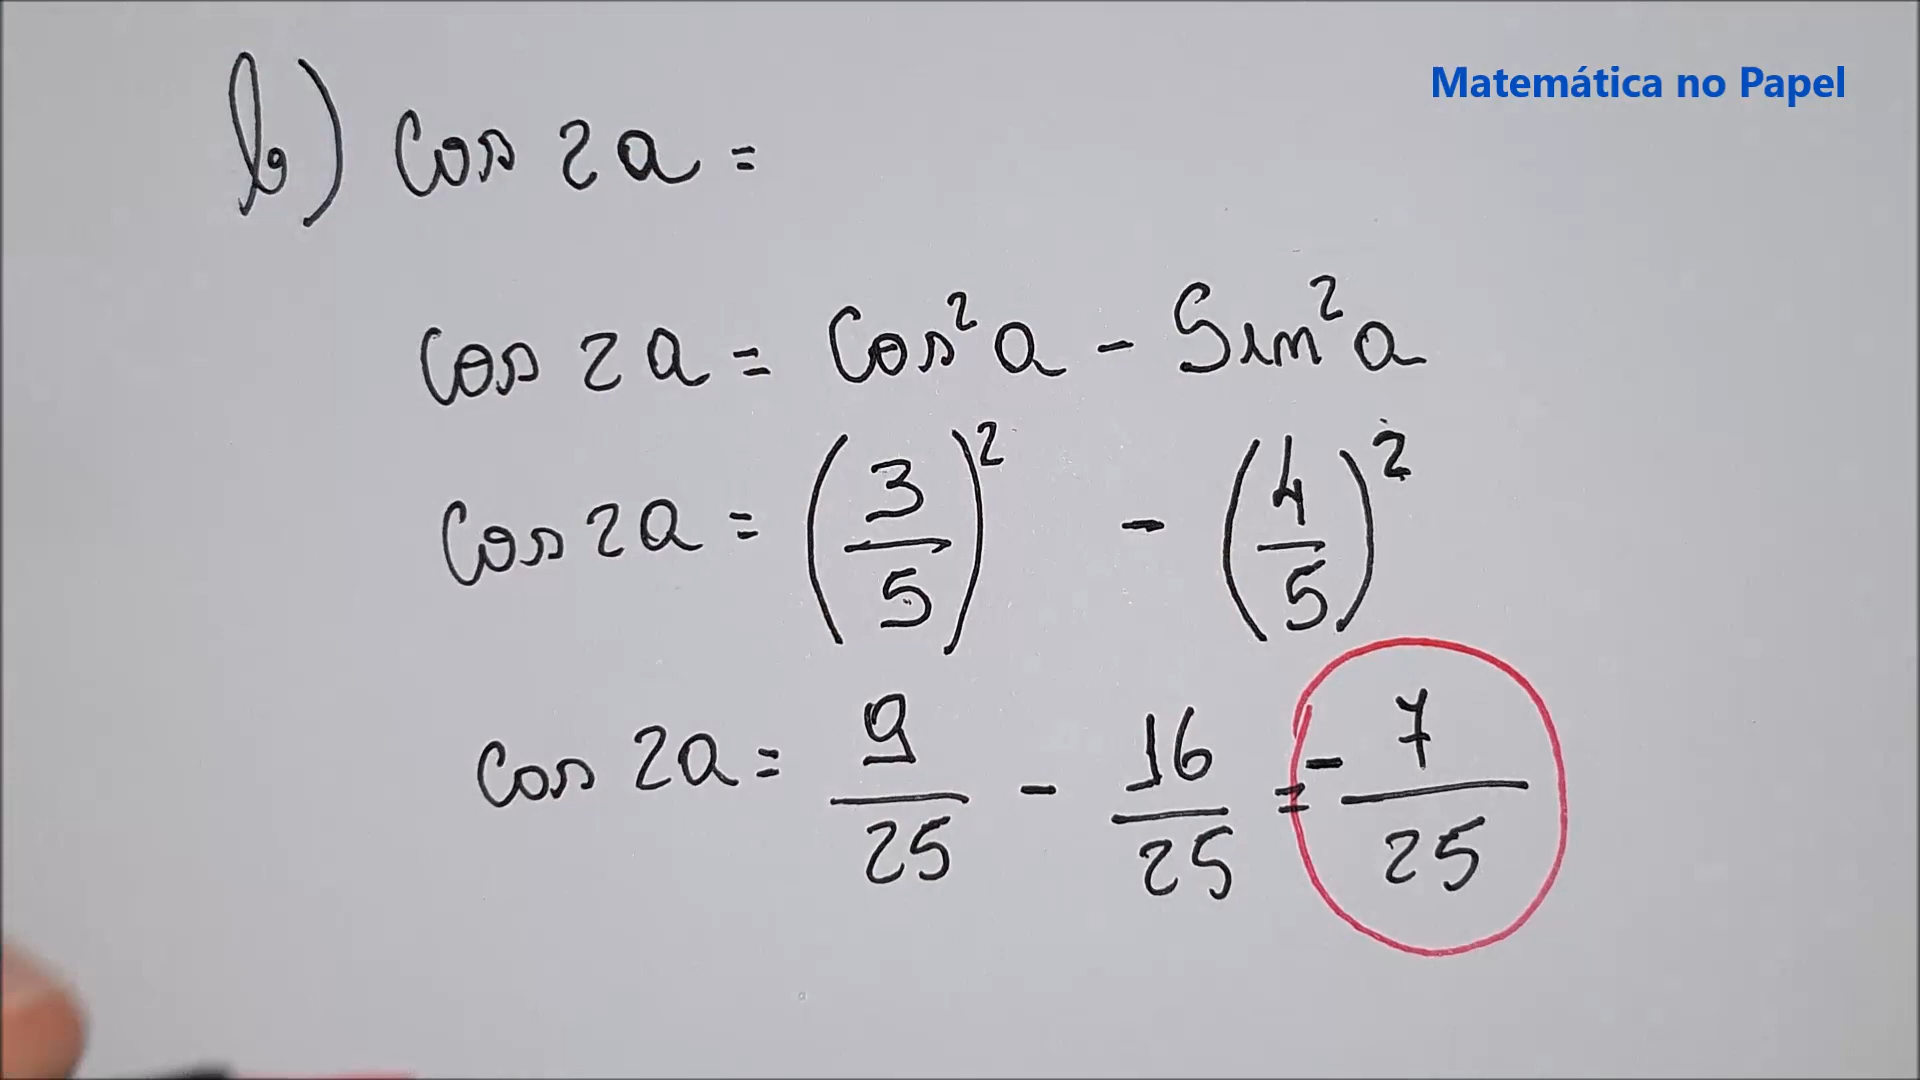 Matemática no Papel
b) cos 2a =
cos 2a = cos²a - Sen²a
cos 2a = (3/5)² - (4/5)²
cos 2a = 9/25 - 16/25 = - 7/25